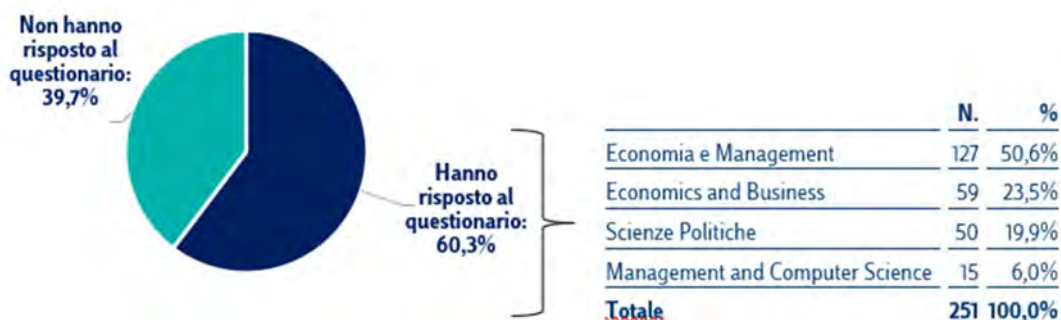 Non hanno
risposto al
questionario:
39,7%
Hanno
risposto al
questionario:
60,3%
N. %
Economia e Management 127 50,6%
Economics and Business 59 23,5%
Scienze Politiche 50 19,9%
Management and Computer Science 15 6,0%
Totale 251 100,0%